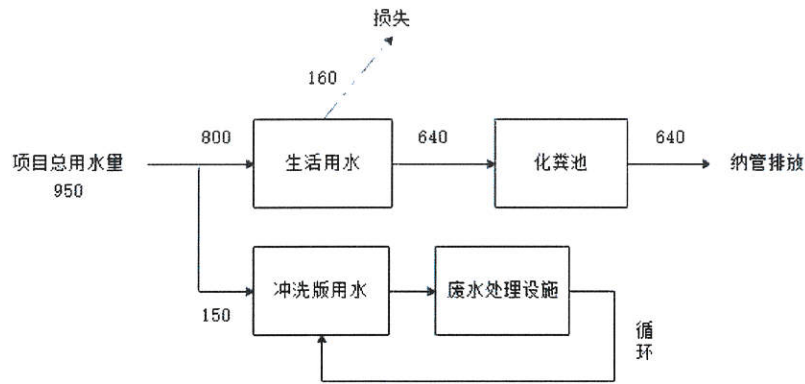 损失
160
项目总用水量
950
800
生活用水
640
化粪池
640
纳管排放
150
冲洗版用水
废水处理设施
循
环